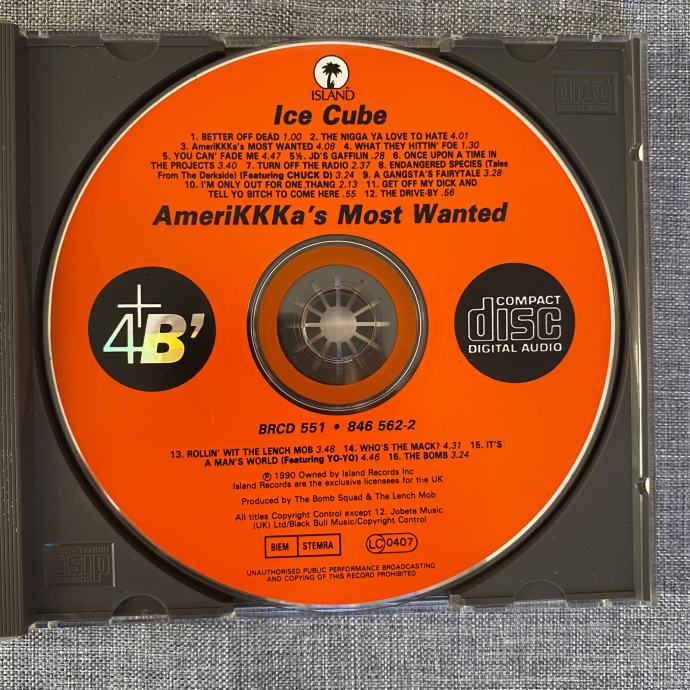 ISLAND
Ice Cube
1. BETTER OFF DEAD 1.00 2. THE NIGGA YA LOVE TO HATE 4.01
3. AmeriKKKa's MOST WANTED 4.08 4. WHAT THEY HITTIN' FOE 1.30
5. YOU CAN' FADE ME 4.47 5½. JD'S GAFFILIN .78 6. ONCE UPON A TIME IN
THE PROJECTS 3.40 7. TURN OFF THE RADIO 2.37 8. ENDANGERED SPECIES (Tales
From The Darkside) (Featuring CHUCK D) 3.24 9. A GANGSTA'S FAIRYTALE 3.28
10. I'M ONLY OUT FOR ONE THANG 2.13 11. GET OFF MY DICK AND
TELL YO BITCH TO COME HERE .55 12. THE DRIVE-BY .56
AmeriKKKa's Most Wanted
4+B'
COMPACT
disc
DIGITAL AUDIO
BRCD 551 • 846 562-2
13. ROLLIN' WIT THE LENCH MOB 3.48 14. WHO'S THE MACK? 4.31 15. IT'S
A MAN'S WORLD (Featuring YO-YO) 4.46 16. THE BOMB 3.24
℗ 1990 Owned by Island Records Inc
Island Records are the exclusive licensees for the UK
Produced by The Bomb Squad & The Lench Mob
All titles Copyright Control except 12. Jobete Music
(UK) Ltd/Black Bull Music/Copyright Control
BIEM STEMRA
LC 0407
UNAUTHORISED PUBLIC PERFORMANCE BROADCASTING
AND COPYING OF THIS RECORD PROHIBITED
COMPACT
disc
DIGITAL AUDIO
COMPACT
disc
DIGITAL AUDIO